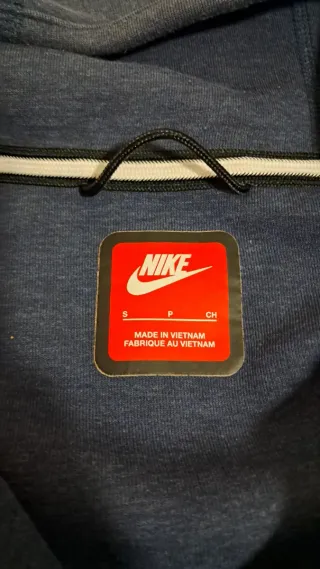 NIKE
S P CH
MADE IN VIETNAM
FABRIQUE AU VIETNAM